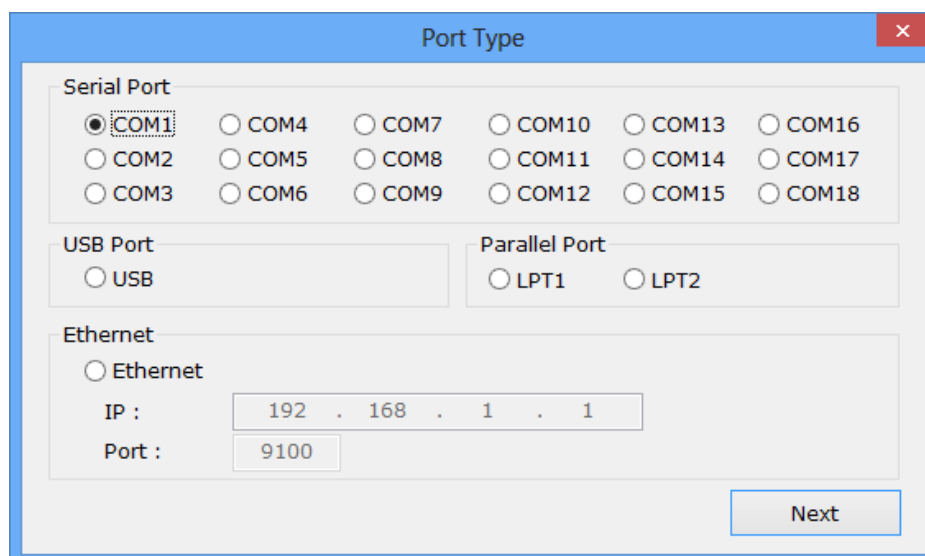 Port Type
Serial Port
COM1 COM4 COM7 COM10 COM13 COM16
COM2 COM5 COM8 COM11 COM14 COM17
COM3 COM6 COM9 COM12 COM15 COM18
USB Port
USB
Parallel Port
LPT1 LPT2
Ethernet
Ethernet
IP : 192 . 168 . 1 . 1
Port : 9100
Next